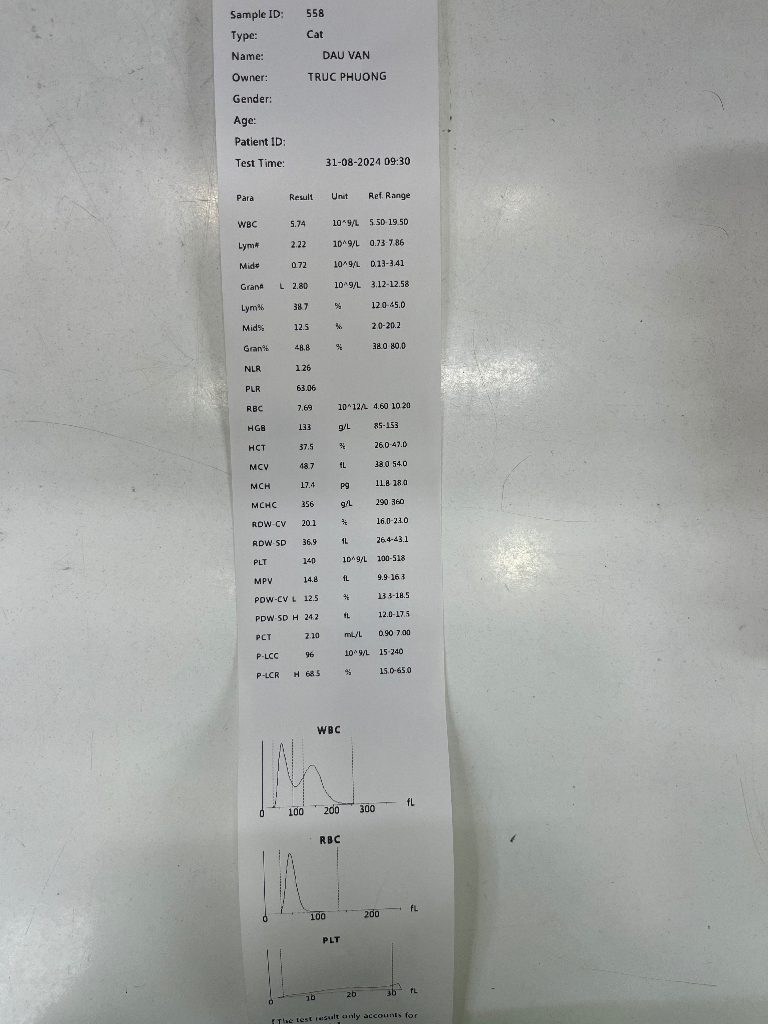 Sample ID: 558
Type: Cat
Name: DAU VAN
Owner: TRUC PHUONG
Gender:
Age:
Patient ID:
Test Time: 31-08-2024 09:30
Para Result Unit Ref. Range
WBC 5.74 10^9/L 5.50-19.50
Lym# 2.22 10^9/L 0.73-7.86
Mid# 0.72 10^9/L 0.13-3.41
Gran# L 2.80 10^9/L 3.12-12.58
Lym% 38.7 % 12.0-45.0
Mid% 12.5 % 2.0-20.2
Gran% 48.8 % 38.0-80.0
NLR 1.26
PLR 63.06
RBC 7.69 10^12/L 4.60-10.20
HGB 133 g/L 85-153
HCT 37.5 % 26.0-47.0
MCV 48.7 fL 38.0-54.0
MCH 17.4 pg 11.8-18.0
MCHC 356 g/L 290-360
RDW-CV 20.1 % 16.0-23.0
RDW-SD 36.9 fL 26.4-43.1
PLT 140 10^9/L 100-518
MPV 14.8 fL 9.9-16.3
PDW-CV L 12.5 % 13.3-18.5
PDW-SD H 24.2 fL 12.0-17.5
PCT 2.10 mL/L 0.90-7.00
P-LCC 96 10^9/L 15-240
P-LCR H 68.5 % 15.0-65.0
WBC
0 100 200 300 fL
RBC
0 100 200 fL
PLT
0 10 20 30 fL
The test result only accounts for